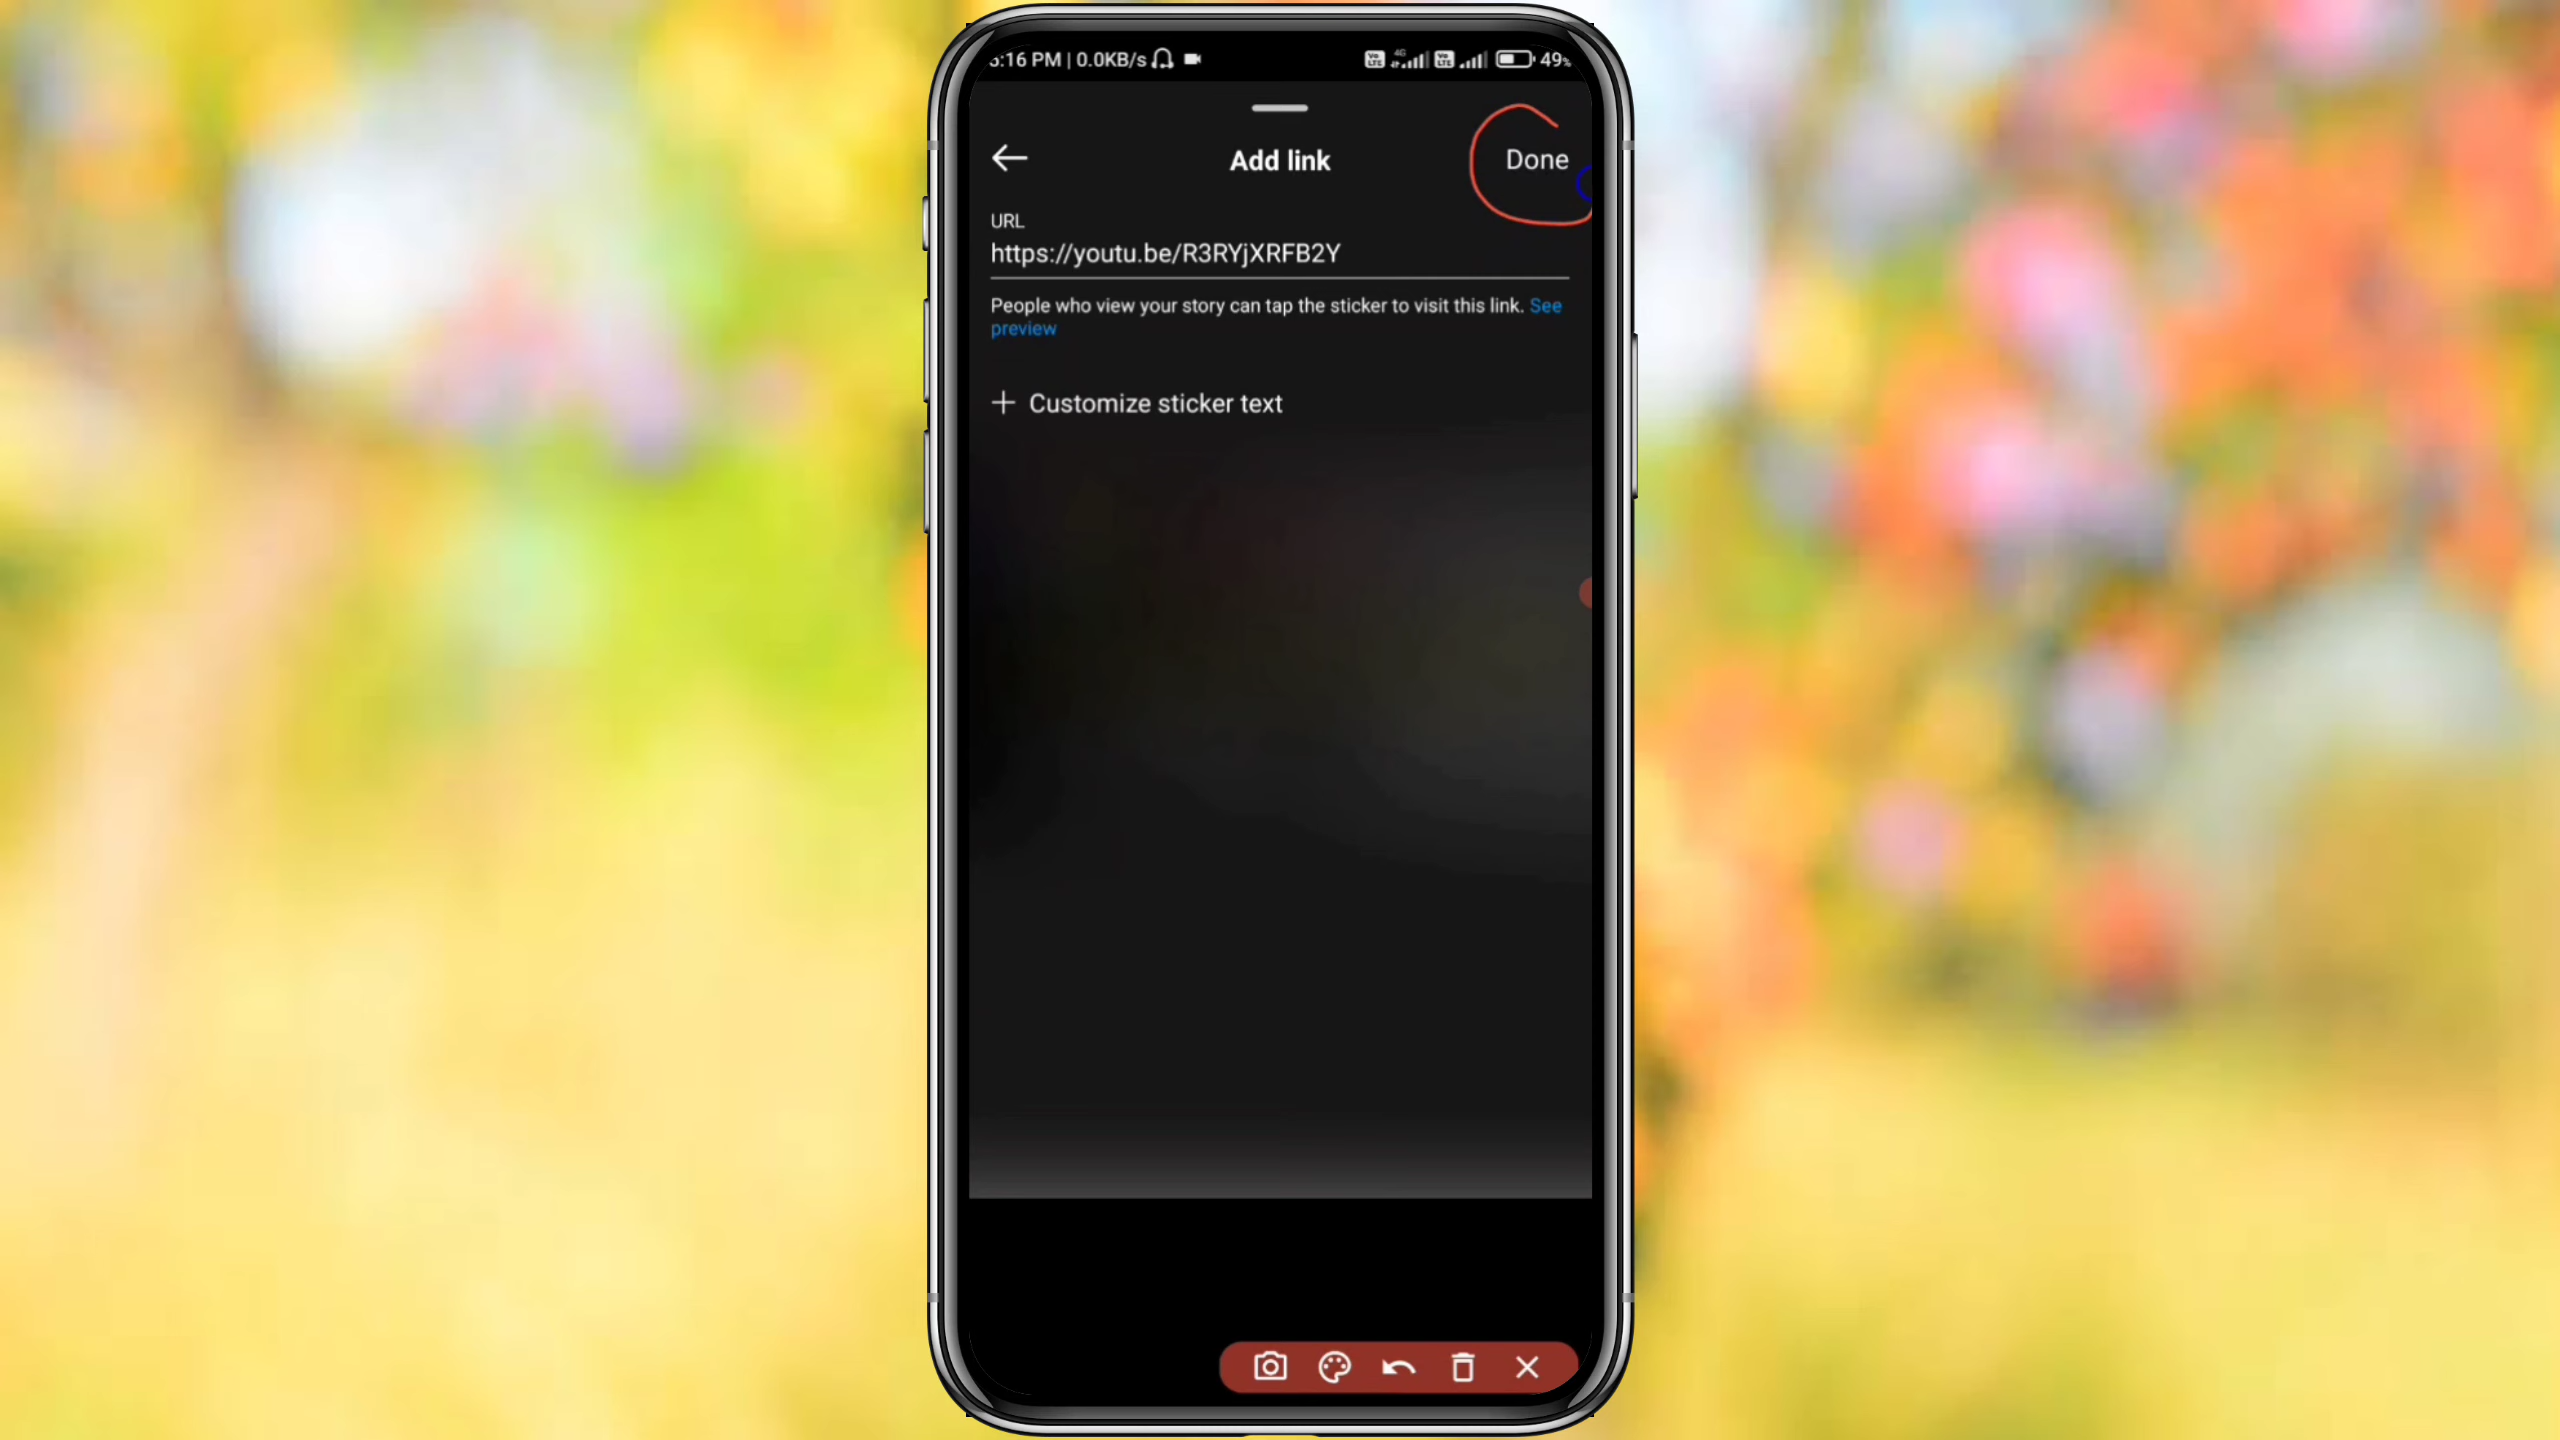 :16 PM | 0.0KB/s 4G 49%
Add link
Done
URL
https://youtu.be/R3RYjXRFB2Y
People who view your story can tap the sticker to visit this link. See
preview
+ Customize sticker text